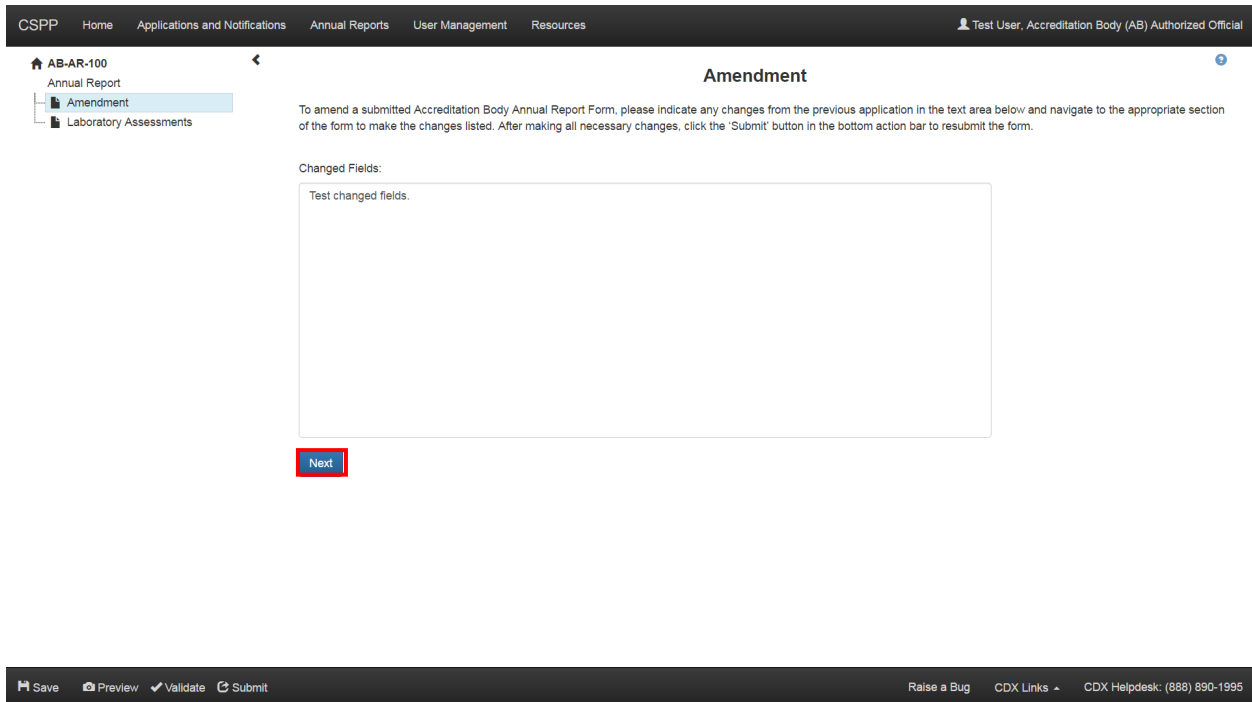 CSPP Home Applications and Notifications Annual Reports User Management Resources Test User, Accreditation Body (AB) Authorized Official
AB-AR-100
Annual Report
Amendment
Laboratory Assessments
Amendment
To amend a submitted Accreditation Body Annual Report Form, please indicate any changes from the previous application in the text area below and navigate to the appropriate section
of the form to make the changes listed. After making all necessary changes, click the ‘Submit’ button in the bottom action bar to resubmit the form.
Changed Fields:
Test changed fields.
Next
Save Preview Validate Submit Raise a Bug CDX Links CDX Helpdesk: (888) 890-1995